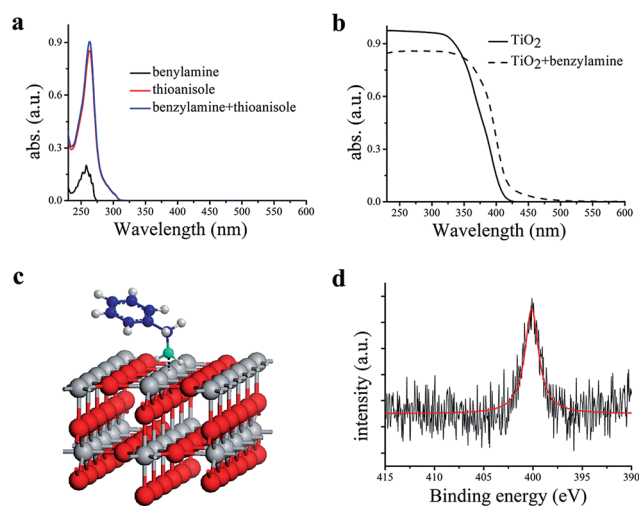 a
0.9
0.6
0.3
0.0
abs. (a.u.)
benylamine
thioanisole
benzylamine+thioanisole
250 300 350 400 450 500 550 600
Wavelength (nm)
b
0.9
0.6
0.3
0.0
abs. (a.u.)
TiO₂
TiO₂+benzylamine
250 300 350 400 450 500 550 600
Wavelength (nm)
c
d
intensity (a.u.)
415 410 405 400 395 390
Binding energy (eV)